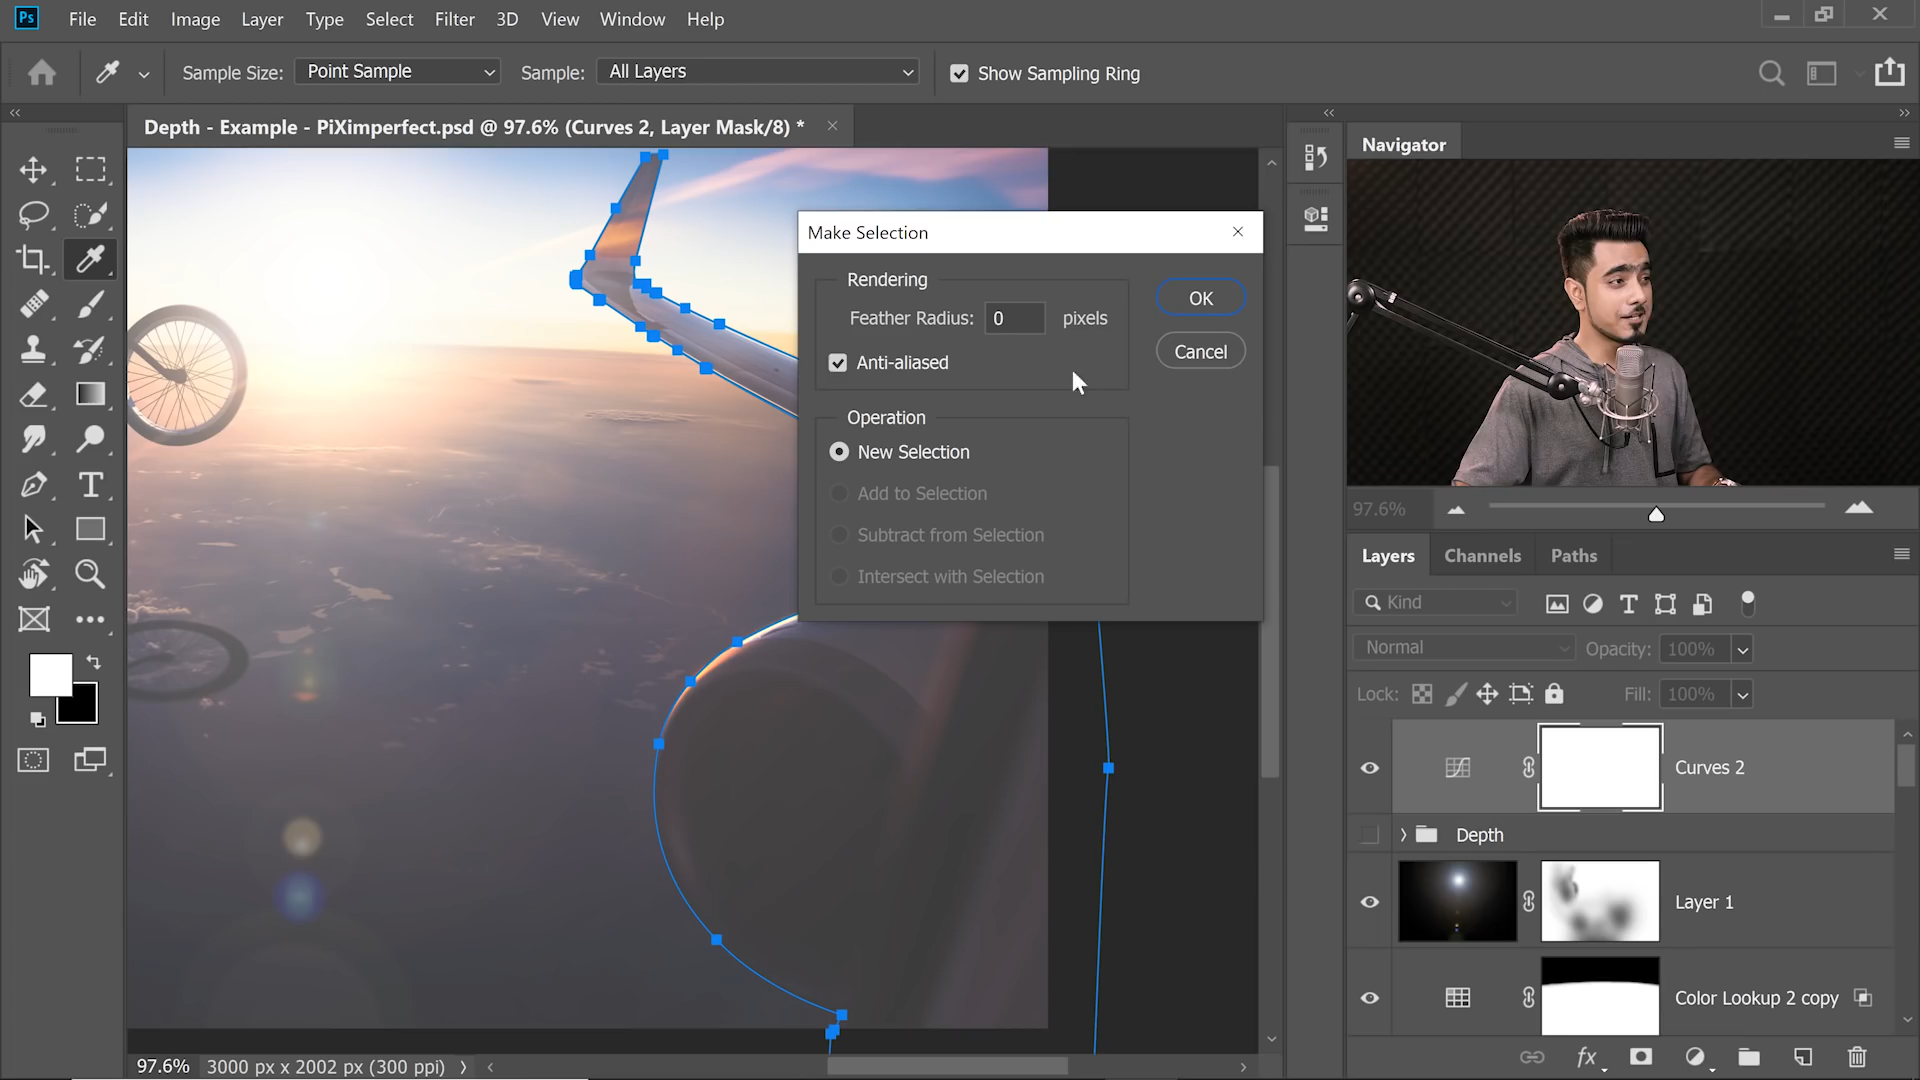 Ps File Edit Image Layer Type Select Filter 3D View Window Help
Sample Size: Point Sample Sample: All Layers Show Sampling Ring
Depth - Example - PiXimperfect.psd @ 97.6% (Curves 2, Layer Mask/8) *
Navigator
Make Selection
Rendering
Feather Radius: 0 pixels
Anti-aliased
OK
Cancel
Operation
New Selection
Add to Selection
Subtract from Selection
Intersect with Selection
97.6%
Layers Channels Paths
Kind
Normal Opacity: 100%
Lock: Fill: 100%
Curves 2
Depth
Layer 1
Color Lookup 2 copy
fx
97.6% 3000 px x 2002 px (300 ppi)